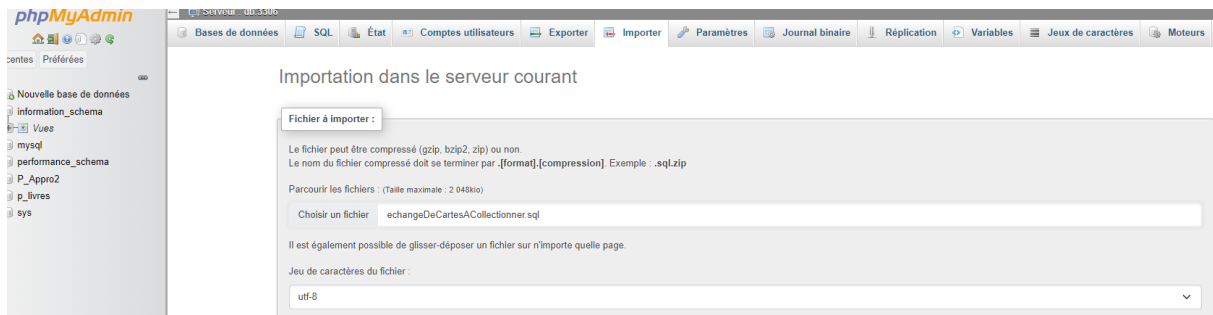 phpMyAdmin
Serveur : db:3306
Bases de données SQL État Comptes utilisateurs Exporter Importer Paramètres Journal binaire Réplication Variables Jeux de caractères Moteurs
centes Préférées
Nouvelle base de données
information_schema
Vues
mysql
performance_schema
P_Appro2
p_livres
sys
Importation dans le serveur courant
Fichier à importer :
Le fichier peut être compressé (gzip, bzip2, zip) ou non.
Le nom du fichier compressé doit se terminer par .[format].[compression]. Exemple : .sql.zip
Parcourir les fichiers : (Taille maximale : 2 048kio)
Choisir un fichier echangeDeCartesACollectionner.sql
Il est également possible de glisser-déposer un fichier sur n'importe quelle page.
Jeu de caractères du fichier :
utf-8